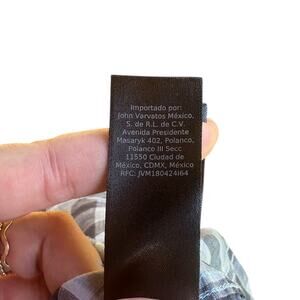 Importado por:
John Varvatos México,
S. de R.L. de C.V.
Avenida Presidente
Masaryk 402, Polanco,
Polanco III Secc
11550 Ciudad de
México, CDMX, México
RFC: JVM180424I64